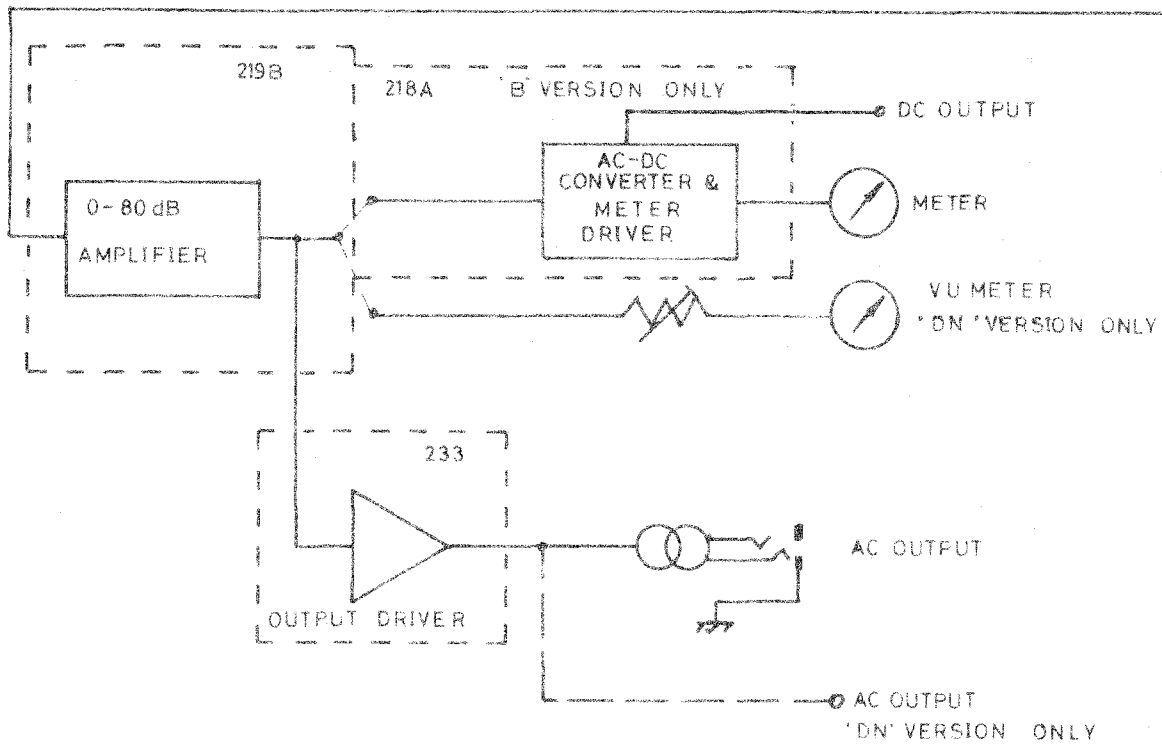 219B
218A 'B' VERSION ONLY
DC OUTPUT
AC-DC
CONVERTER &
METER
DRIVER
METER
0-80 dB
AMPLIFIER
VU METER
'DN' VERSION ONLY
233
OUTPUT DRIVER
AC OUTPUT
AC OUTPUT
'DN' VERSION ONLY